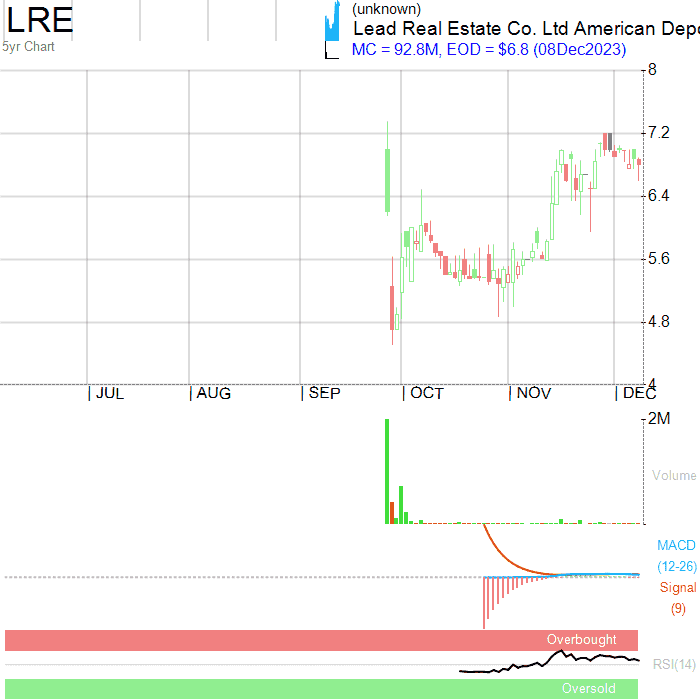 LRE
5yr Chart
(unknown)
Lead Real Estate Co. Ltd American Depo
MC = 92.8M, EOD = $6.8 (08Dec2023)
8
7.2
6.4
5.6
4.8
4
JUL
AUG
SEP
OCT
NOV
DEC
2M
Volume
MACD
(12-26)
Signal
(9)
Overbought
RSI(14)
Oversold